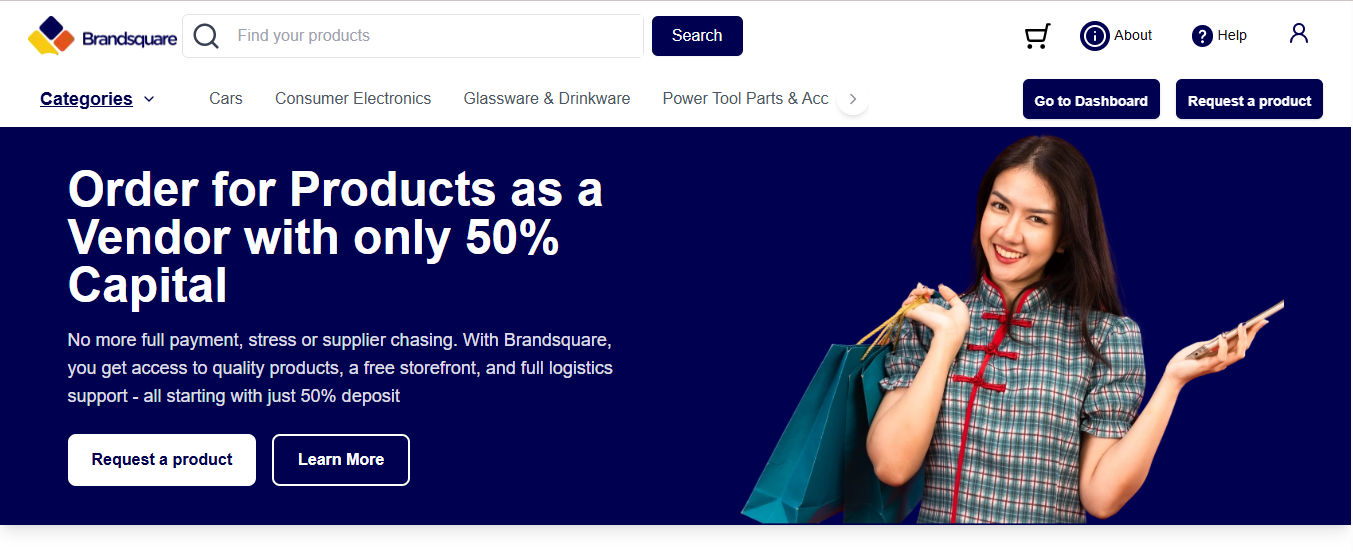 Brandsquare
Find your products
Search
About
Help
Categories
Cars
Consumer Electronics
Glassware & Drinkware
Power Tool Parts & Acc
Go to Dashboard
Request a product
Order for Products as a
Vendor with only 50%
Capital
No more full payment, stress or supplier chasing. With Brandsquare,
you get access to quality products, a free storefront, and full logistics
support - all starting with just 50% deposit
Request a product
Learn More